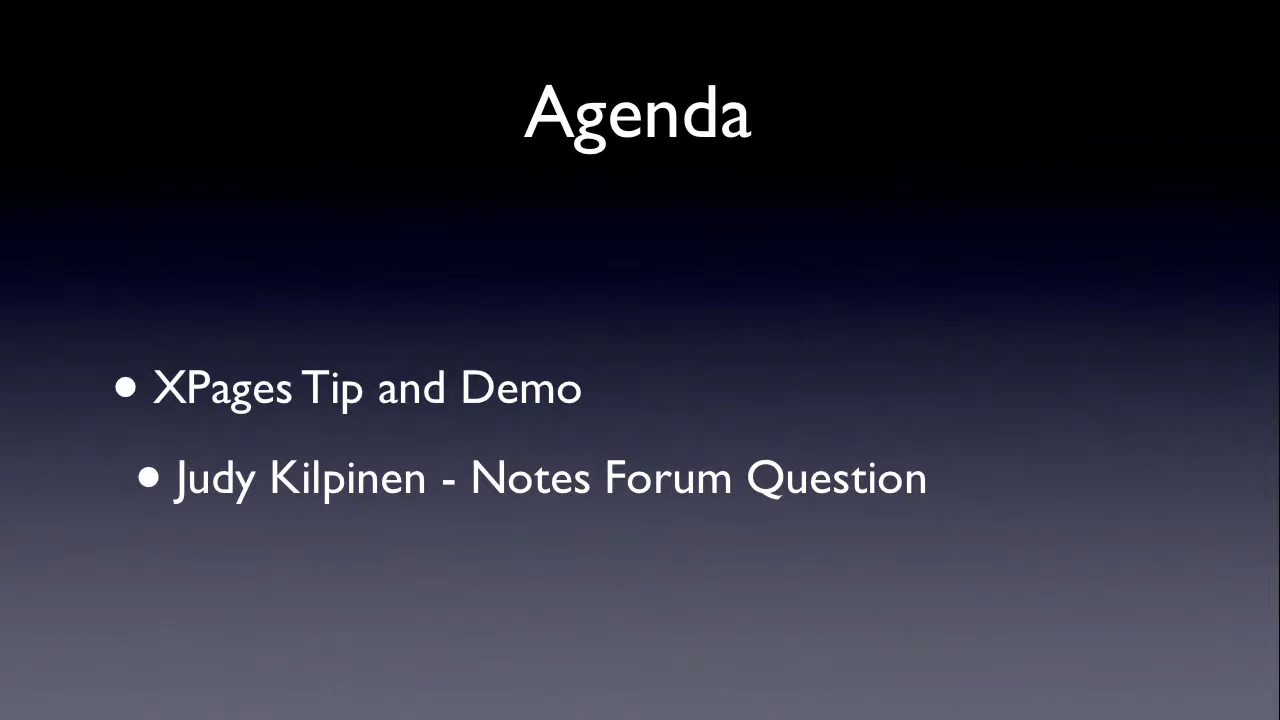 Agenda
• XPages Tip and Demo
• Judy Kilpinen - Notes Forum Question